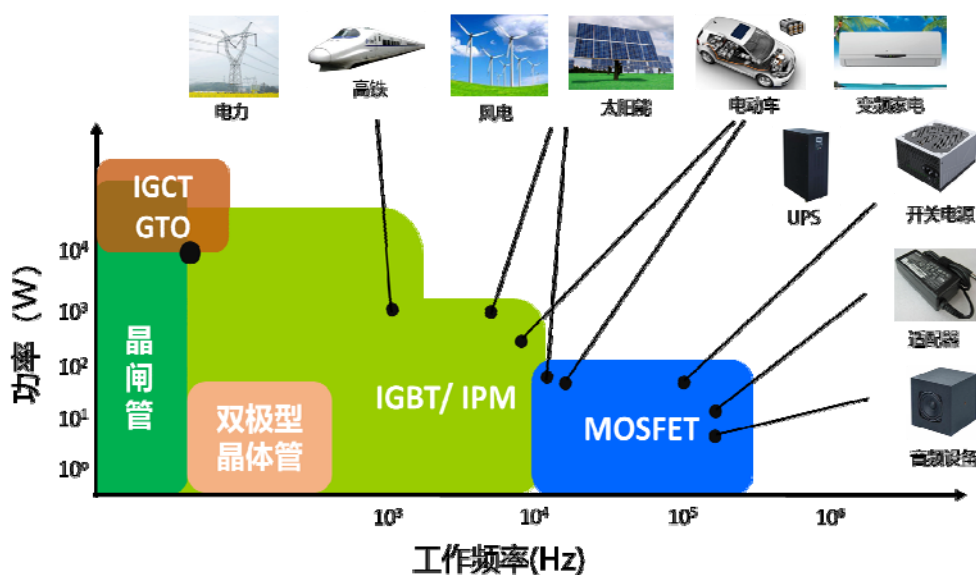 电力
高铁
风电
太阳能
电动车
变频家电
UPS
开关电源
适配器
音频设备
功率（W）
10⁴
10³
10²
10¹
10⁰
IGCT
GTO
晶闸管
双极型
晶体管
IGBT/ IPM
MOSFET
10³
10⁴
10⁵
10⁶
工作频率(Hz)